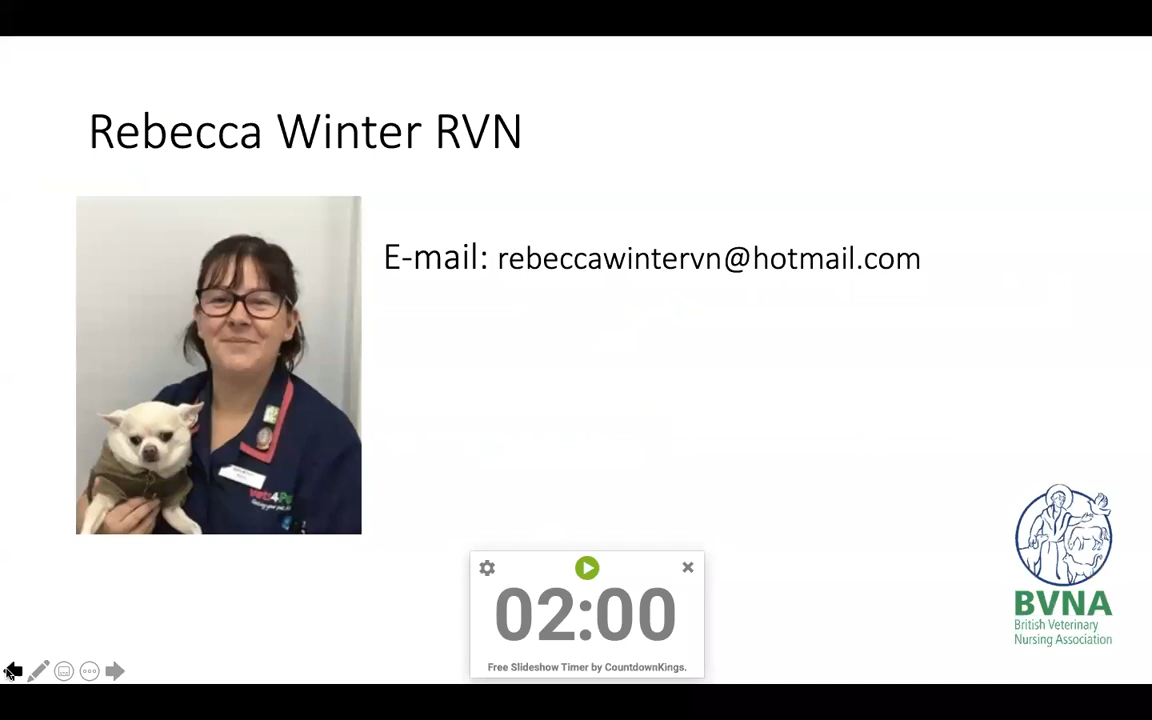 Rebecca Winter RVN
E-mail: rebeccawintervn@hotmail.com
02:00
Free Slideshow Timer by CountdownKings.
BVNA
British Veterinary
Nursing Association